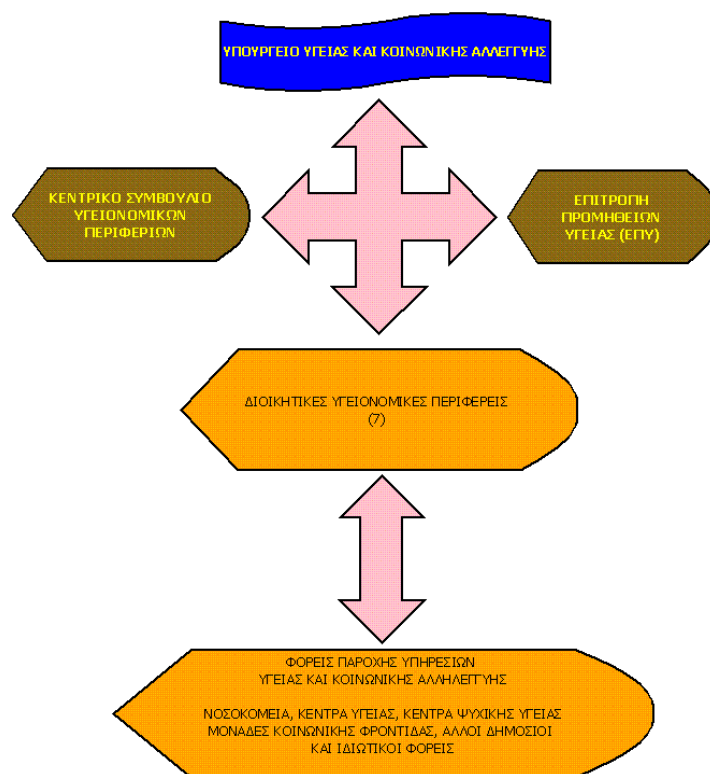 ΥΠΟΥΡΓΕΙΟ ΥΓΕΙΑΣ ΚΑΙ ΚΟΙΝΩΝΙΚΗΣ ΑΛΛΕΓΓΥΗΣ
ΚΕΝΤΡΙΚΟ ΣΥΜΒΟΥΛΙΟ
ΥΓΕΙΟΝΟΜΙΚΩΝ
ΠΕΡΙΦΕΡΙΩΝ
ΕΠΙΤΡΟΠΗ
ΠΡΟΜΗΘΕΙΩΝ
ΥΓΕΙΑΣ (ΕΠΥ)
ΔΙΟΙΚΗΤΙΚΕΣ ΥΓΕΙΟΝΟΜΙΚΕΣ ΠΕΡΙΦΕΡΕΙΣ
(7)
ΦΟΡΕΙΣ ΠΑΡΟΧΗΣ ΥΠΗΡΕΣΙΩΝ
ΥΓΕΙΑΣ ΚΑΙ ΚΟΙΝΩΝΙΚΗΣ ΑΛΛΗΛΕΓΓΥΗΣ
ΝΟΣΟΚΟΜΕΙΑ, ΚΕΝΤΡΑ ΥΓΕΙΑΣ, ΚΕΝΤΡΑ ΨΥΧΙΚΗΣ ΥΓΕΙΑΣ
ΜΟΝΑΔΕΣ ΚΟΙΝΩΝΙΚΗΣ ΦΡΟΝΤΙΔΑΣ, ΑΛΛΟΙ ΔΗΜΟΣΙΟΙ
ΚΑΙ ΙΔΙΩΤΙΚΟΙ ΦΟΡΕΙΣ